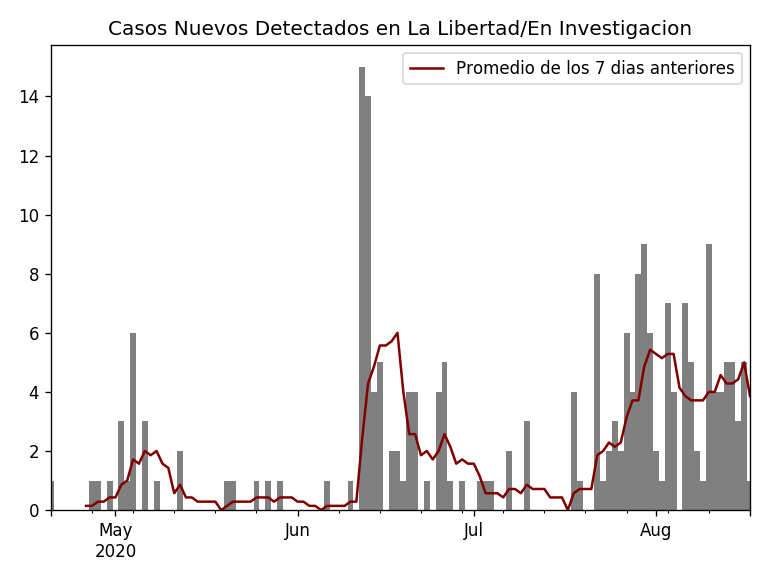 Casos Nuevos Detectados en La Libertad/En Investigacion
Promedio de los 7 dias anteriores
14
12
10
8
6
4
2
0
May
2020
Jun
Jul
Aug